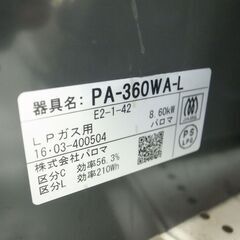 器具名: PA-360WA-L
E2-1-42 8.60kW
LPガス用 パロマ
16.03-400504
株式会社パロマ
区分C 効率56.3%
区分L 効率210Wh
PS
LPG